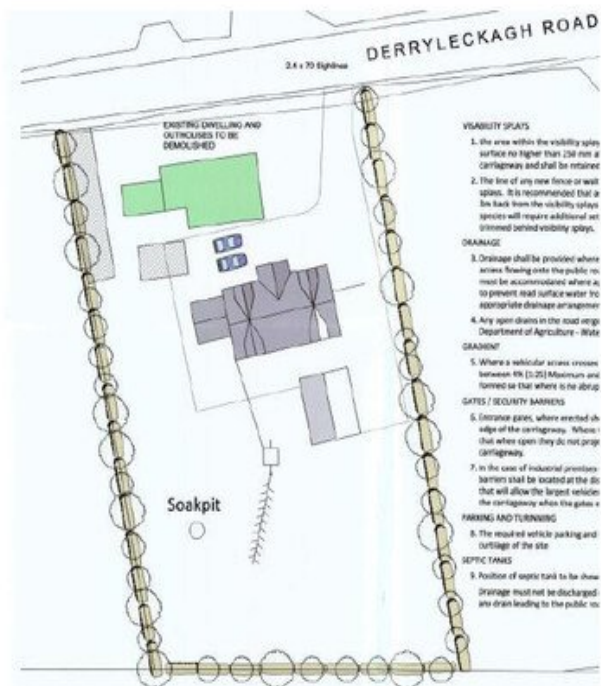 DERRYLECKAGH ROAD
2.4 x 70 Sightlines
EXISTING DWELLING AND
OUTHOUSES TO BE
DEMOLISHED
Soakpit
VISABILITY SPLAYS
1. the area within the visibility splays
surface no higher than 250 mm a
carriageway and shall be retained
2. The line of any new fence or wall
splays. It is recommended that a
3m back from the visibility splays
species will require additional set
trimmed behind visibility splays.
DRAINAGE
3. Drainage shall be provided where
access flowing onto the public ro
must be accommodated where a
to prevent road surface water fro
appropriate drainage arrangemen
4. Any open drains in the road verge
Department of Agriculture - Wate
GRADIENT
5. Where a vehicular access crosses
between 4% (1:25) Maximum and
formed so that where is no abrup
GATES / SECURITY BARRIERS
6. Entrance gates, where erected sh
edge of the carriageway. Where
that when open they do not proje
carriageway.
7. In the case of industrial premises
barriers shall be located at the dis
that will allow the largest vehicles
the carriageway when the gates
PARKING AND TURINNING
8. The required vehicle parking and
curtilage of the site
SEPTIC TANKS
9. Position of septic tank to be show
Drainage must not be discharged
any drain leading to the public ro